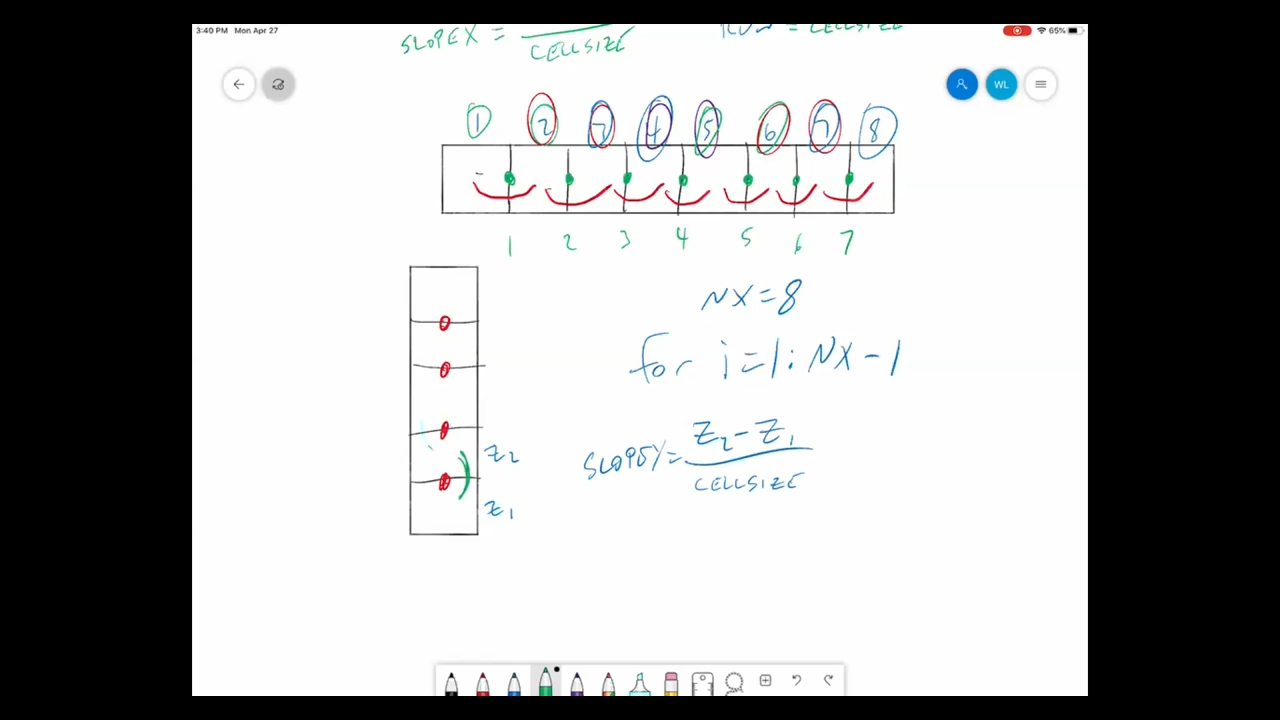 3:40 PM Mon Apr 27
65%
SLOPEX =
CELLSIZE
= CELLSIZE
WL
1 2 3 4 5 6 7 8
1 2 3 4 5 6 7
NX=8
for i=1:NX-1
Z2
Z2-Z1
SLOPEY=
CELLSIZE
Z1